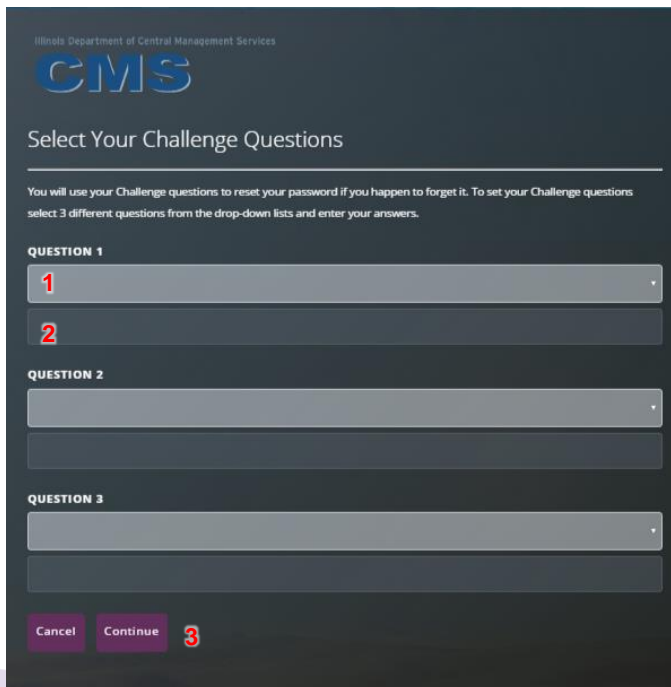 Illinois Department of Central Management Services
CMS
Select Your Challenge Questions
You will use your Challenge questions to reset your password if you happen to forget it. To set your Challenge questions
select 3 different questions from the drop-down lists and enter your answers.
QUESTION 1
1
2
QUESTION 2
QUESTION 3
Cancel Continue 3